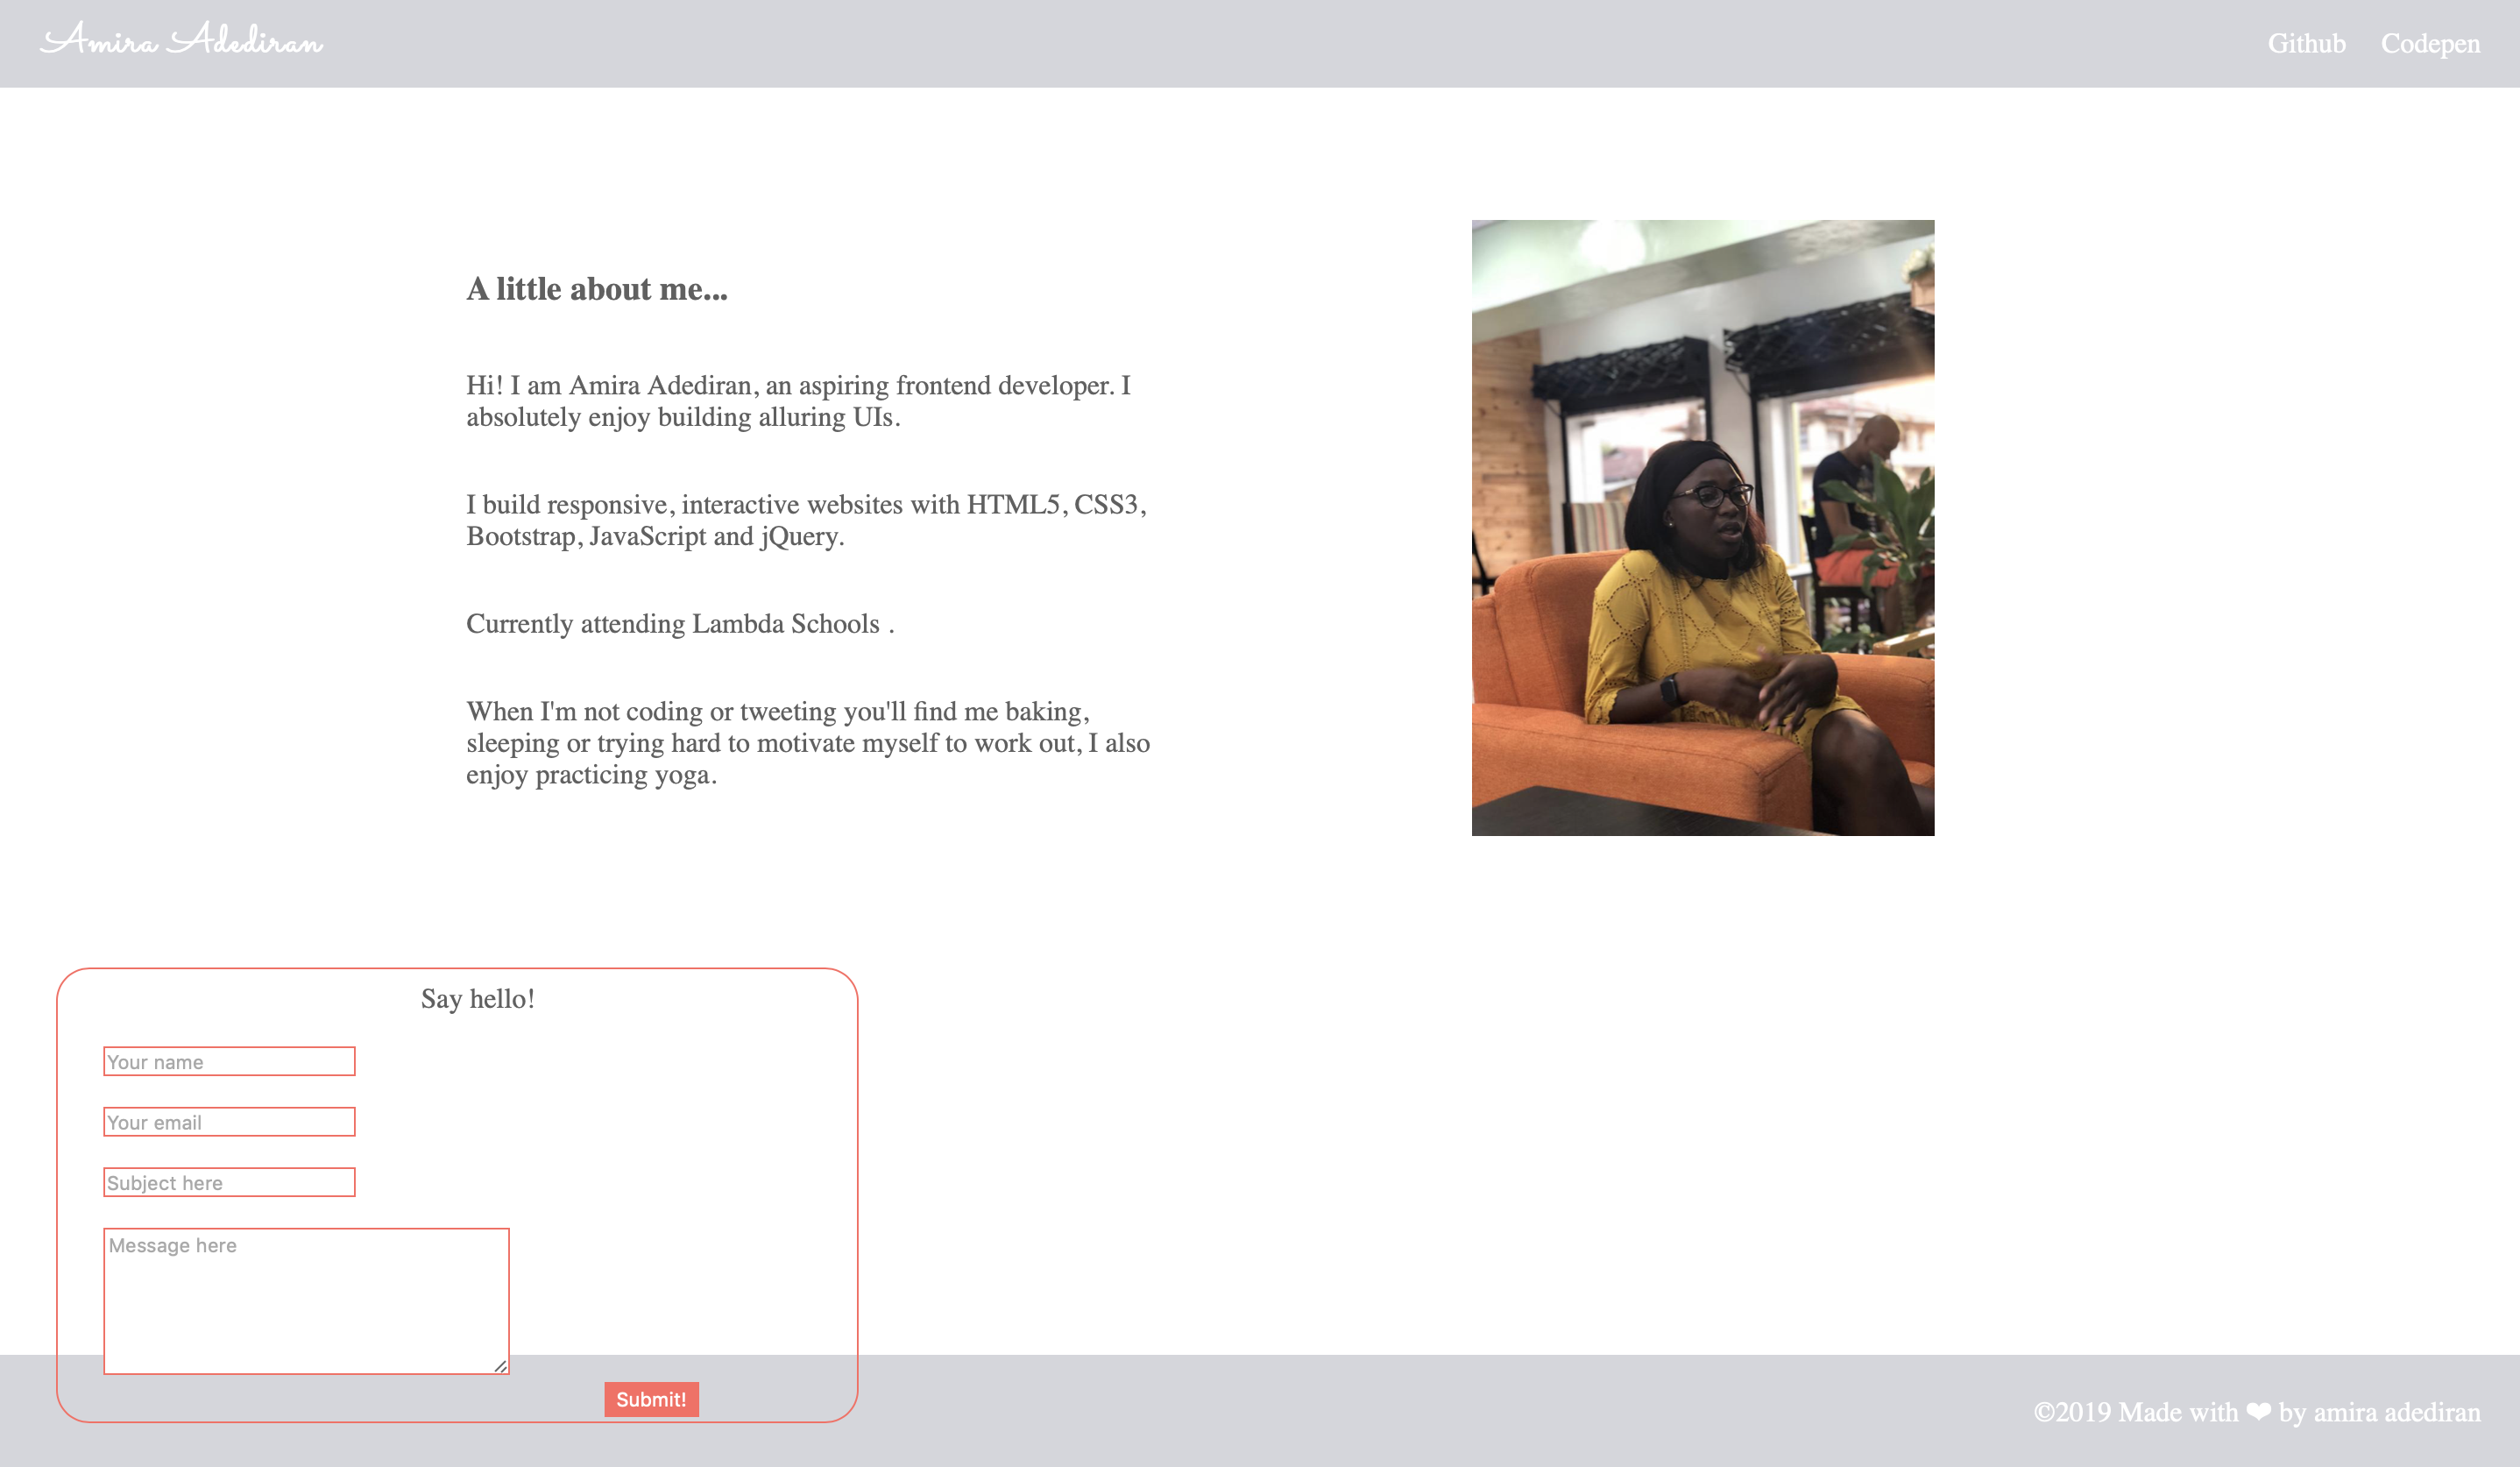 Amira Adediran
Github Codepen
A little about me...
Hi! I am Amira Adediran, an aspiring frontend developer. I
absolutely enjoy building alluring UIs.
I build responsive, interactive websites with HTML5, CSS3,
Bootstrap, JavaScript and jQuery.
Currently attending Lambda Schools .
When I'm not coding or tweeting you'll find me baking,
sleeping or trying hard to motivate myself to work out, I also
enjoy practicing yoga.
Say hello!
Your name
Your email
Subject here
Message here
Submit!
©2019 Made with ❤ by amira adediran